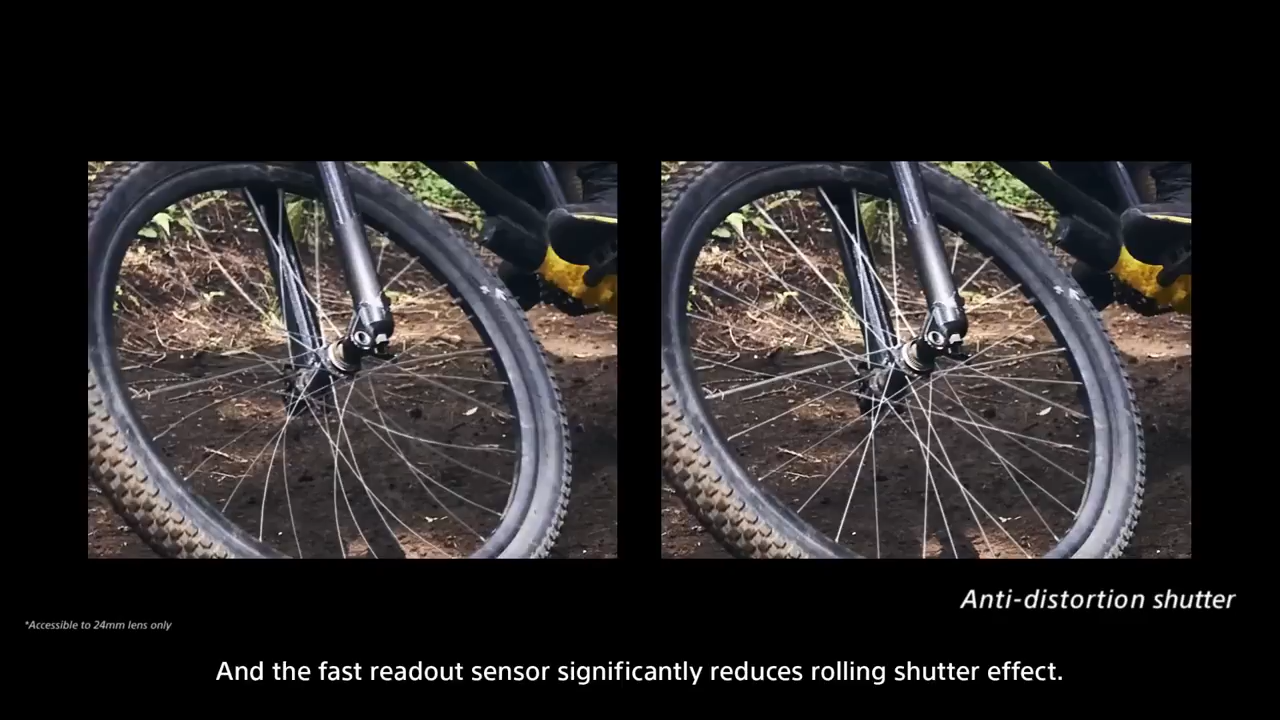 Anti-distortion shutter
*Accessible to 24mm lens only
And the fast readout sensor significantly reduces rolling shutter effect.